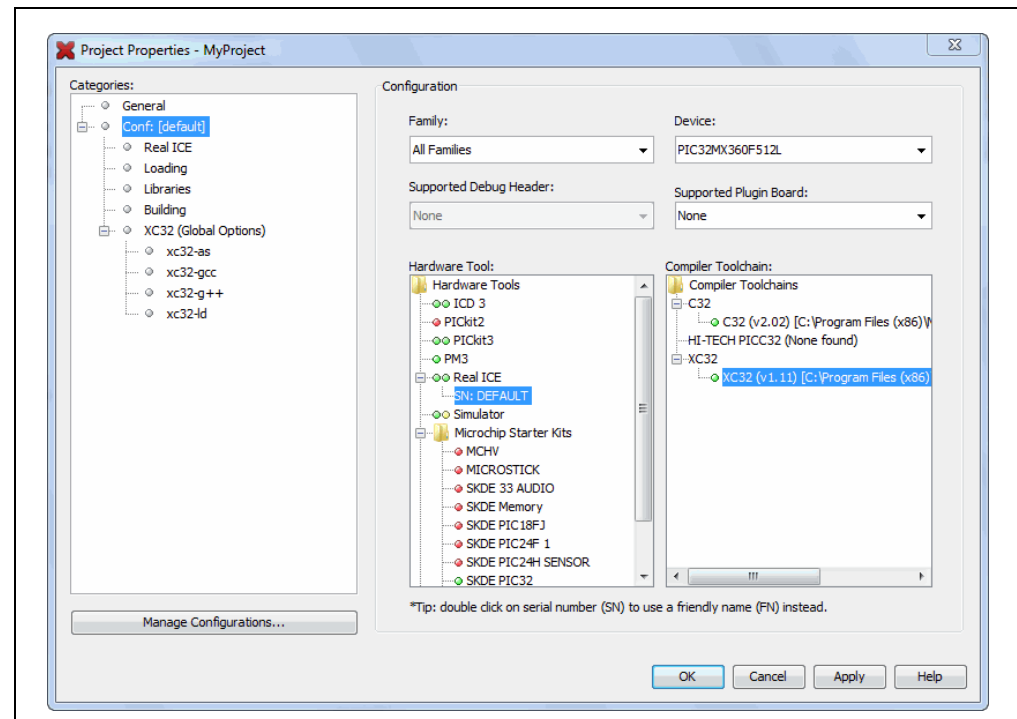 Project Properties - MyProject
Categories:
General
Conf: [default]
Real ICE
Loading
Libraries
Building
XC32 (Global Options)
xc32-as
xc32-gcc
xc32-g++
xc32-ld
Manage Configurations...
Configuration
Family:
All Families
Device:
PIC32MX360F512L
Supported Debug Header:
None
Supported Plugin Board:
None
Hardware Tool:
Hardware Tools
ICD 3
PICkit2
PICkit3
PM3
Real ICE
SN: DEFAULT
Simulator
Microchip Starter Kits
MCHV
MICROSTICK
SKDE 33 AUDIO
SKDE Memory
SKDE PIC18FJ
SKDE PIC24F 1
SKDE PIC24H SENSOR
SKDE PIC32
Compiler Toolchain:
Compiler Toolchains
C32
C32 (v2.02) [C:\Program Files (x86)\
HI-TECH PICC32 (None found)
XC32
XC32 (v1.11) [C:\Program Files (x86)
*Tip: double click on serial number (SN) to use a friendly name (FN) instead.
OK
Cancel
Apply
Help